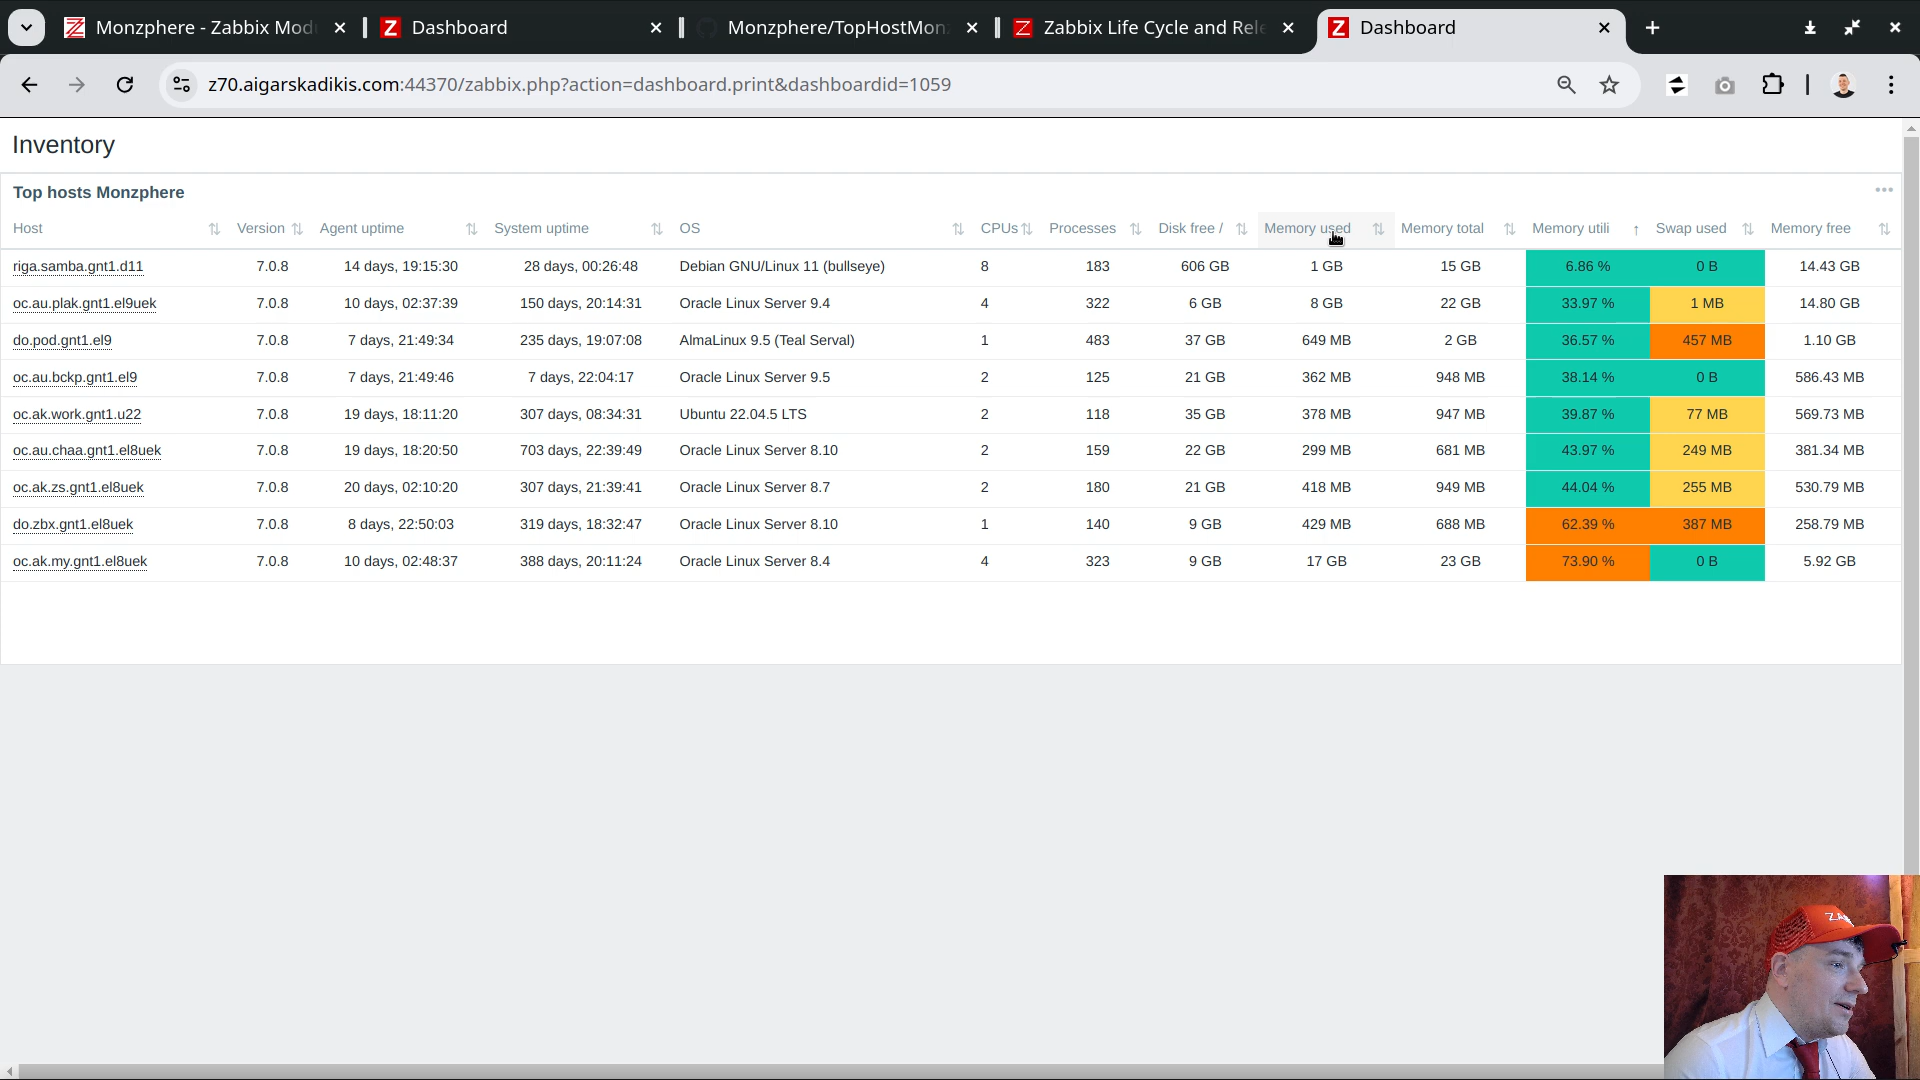 Monzphere - Zabbix Mod
Dashboard
Monzphere/TopHostMon
Zabbix Life Cycle and Rele
Dashboard
z70.aigarskadikis.com:44370/zabbix.php?action=dashboard.print&dashboardid=1059
Inventory
Top hosts Monzphere
Host Version Agent uptime System uptime OS CPUs Processes Disk free / Memory used Memory total Memory utili Swap used Memory free
riga.samba.gnt1.d11 7.0.8 14 days, 19:15:30 28 days, 00:26:48 Debian GNU/Linux 11 (bullseye) 8 183 606 GB 1 GB 15 GB 6.86 % 0 B 14.43 GB
oc.au.plak.gnt1.el9uek 7.0.8 10 days, 02:37:39 150 days, 20:14:31 Oracle Linux Server 9.4 4 322 6 GB 8 GB 22 GB 33.97 % 1 MB 14.80 GB
do.pod.gnt1.el9 7.0.8 7 days, 21:49:34 235 days, 19:07:08 AlmaLinux 9.5 (Teal Serval) 1 483 37 GB 649 MB 2 GB 36.57 % 457 MB 1.10 GB
oc.au.bckp.gnt1.el9 7.0.8 7 days, 21:49:46 7 days, 22:04:17 Oracle Linux Server 9.5 2 125 21 GB 362 MB 948 MB 38.14 % 0 B 586.43 MB
oc.ak.work.gnt1.u22 7.0.8 19 days, 18:11:20 307 days, 08:34:31 Ubuntu 22.04.5 LTS 2 118 35 GB 378 MB 947 MB 39.87 % 77 MB 569.73 MB
oc.au.chaa.gnt1.el8uek 7.0.8 19 days, 18:20:50 703 days, 22:39:49 Oracle Linux Server 8.10 2 159 22 GB 299 MB 681 MB 43.97 % 249 MB 381.34 MB
oc.ak.zs.gnt1.el8uek 7.0.8 20 days, 02:10:20 307 days, 21:39:41 Oracle Linux Server 8.7 2 180 21 GB 418 MB 949 MB 44.04 % 255 MB 530.79 MB
do.zbx.gnt1.el8uek 7.0.8 8 days, 22:50:03 319 days, 18:32:47 Oracle Linux Server 8.10 1 140 9 GB 429 MB 688 MB 62.39 % 387 MB 258.79 MB
oc.ak.my.gnt1.el8uek 7.0.8 10 days, 02:48:37 388 days, 20:11:24 Oracle Linux Server 8.4 4 323 9 GB 17 GB 23 GB 73.90 % 0 B 5.92 GB